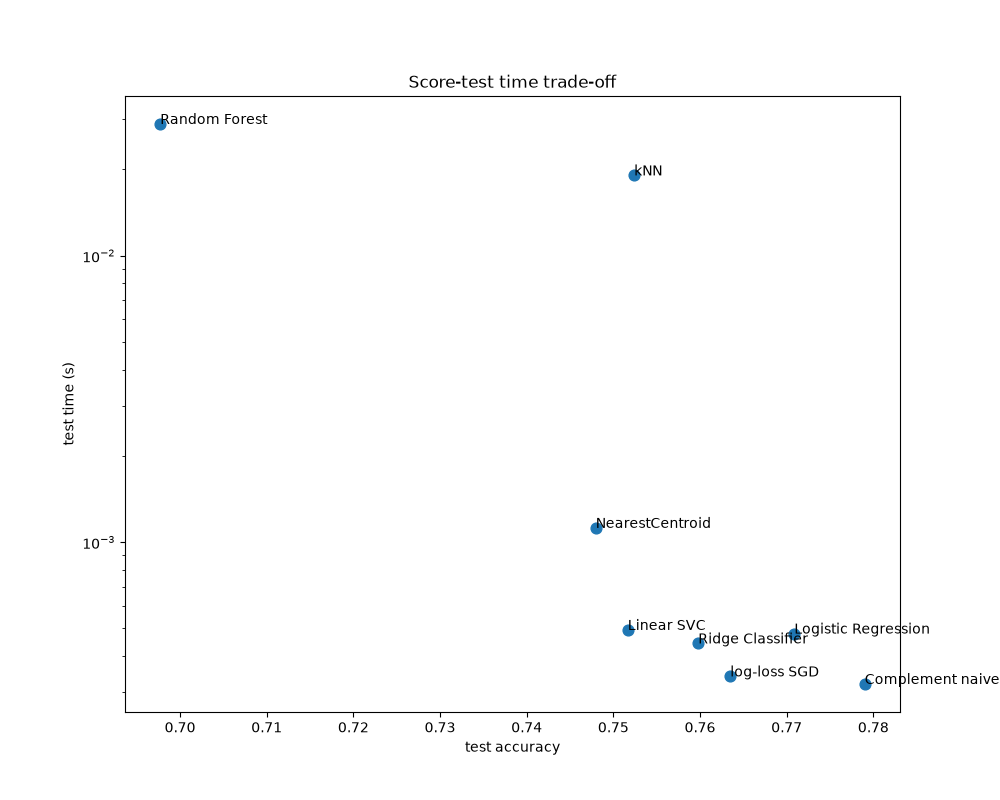 Score-test time trade-off
Random Forest
kNN
10⁻²
test time (s)
NearestCentroid
10⁻³
Linear SVC
Logistic Regression
Ridge Classifier
log-loss SGD
Complement naive
0.70 0.71 0.72 0.73 0.74 0.75 0.76 0.77 0.78
test accuracy